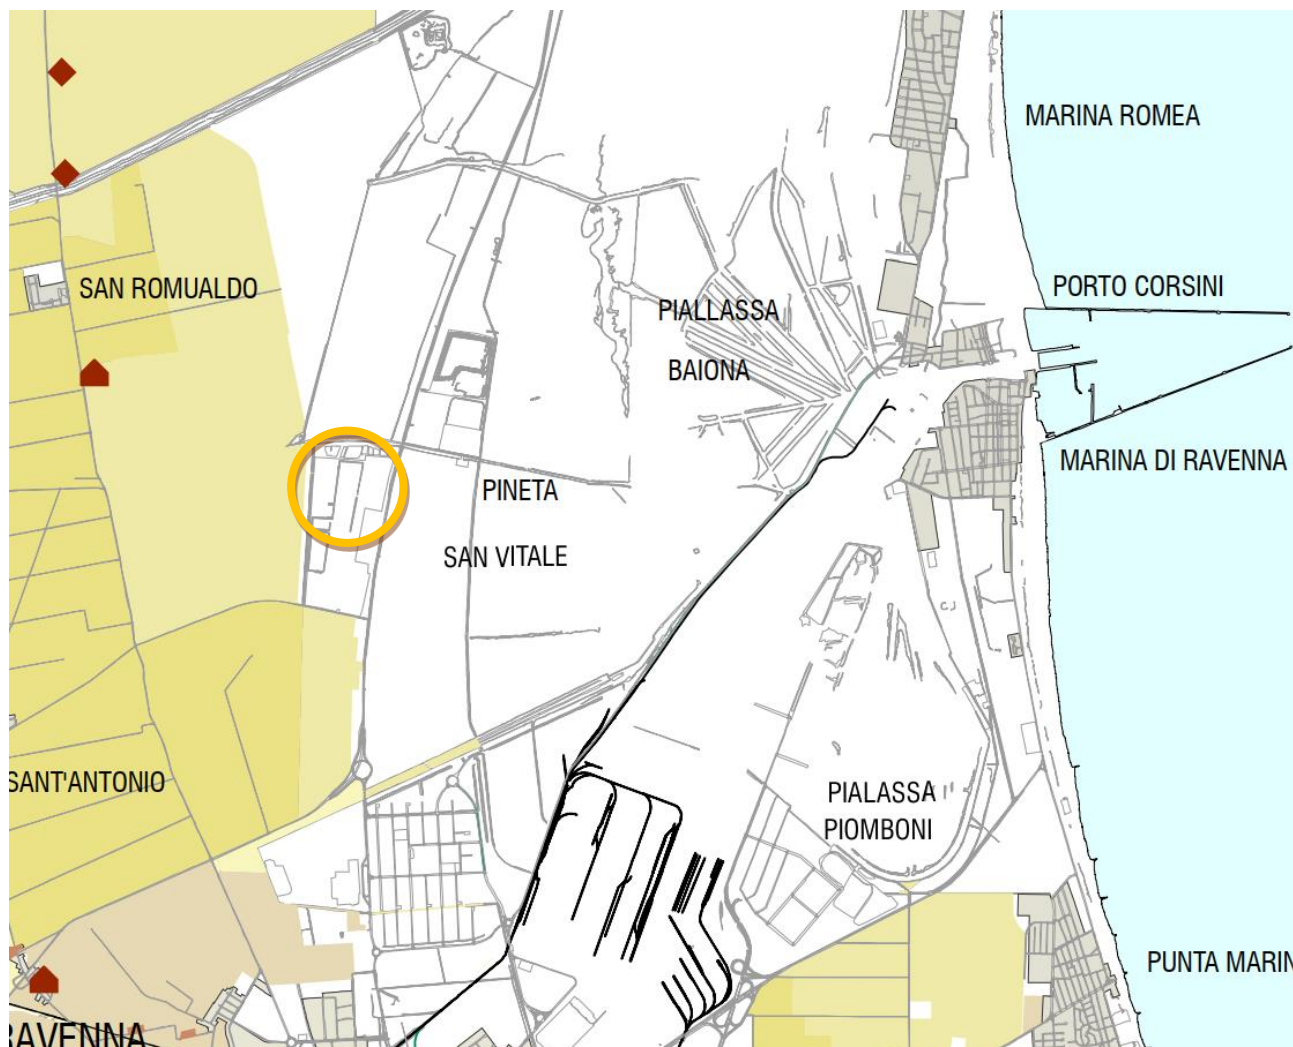 MARINA ROMEA
SAN ROMUALDO
PORTO CORSINI
PIALLASSA
BAIONA
MARINA DI RAVENNA
PINETA
SAN VITALE
SANT'ANTONIO
PIALASSA
PIOMBONI
PUNTA MARIN
RAVENNA